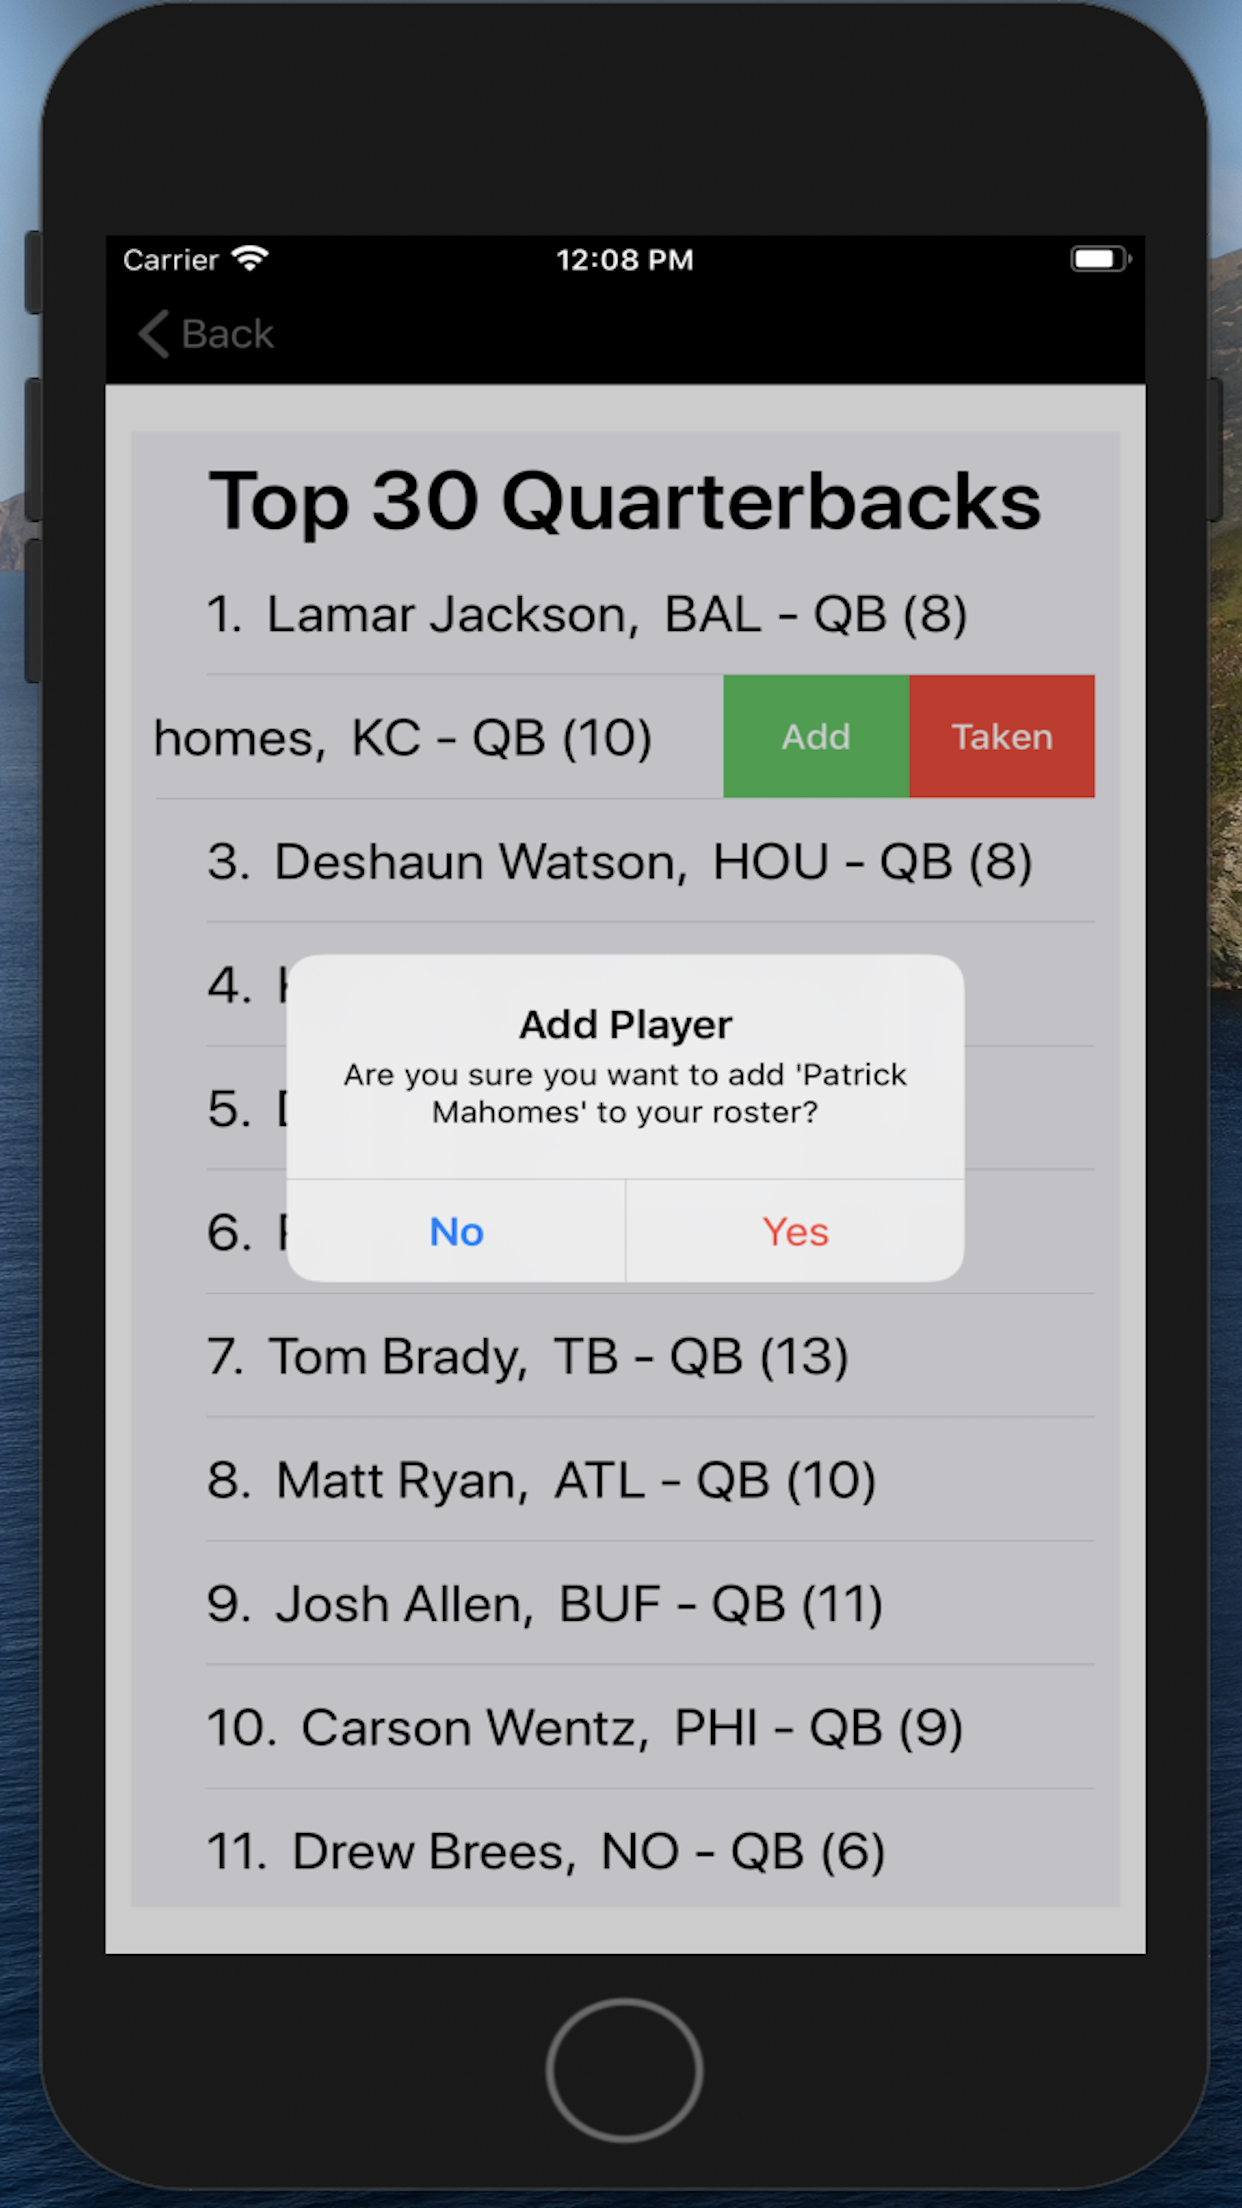 Carrier 12:08 PM
Back
Top 30 Quarterbacks
1. Lamar Jackson, BAL - QB (8)
homes, KC - QB (10) Add Taken
3. Deshaun Watson, HOU - QB (8)
4.
Add Player
Are you sure you want to add 'Patrick
Mahomes' to your roster?
5.
No Yes
6.
7. Tom Brady, TB - QB (13)
8. Matt Ryan, ATL - QB (10)
9. Josh Allen, BUF - QB (11)
10. Carson Wentz, PHI - QB (9)
11. Drew Brees, NO - QB (6)